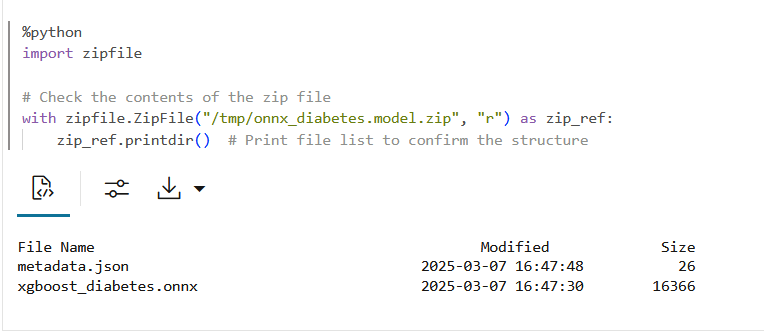 %python
import zipfile
# Check the contents of the zip file
with zipfile.ZipFile("/tmp/onnx_diabetes.model.zip", "r") as zip_ref:
    zip_ref.printdir()  # Print file list to confirm the structure
File Name                                             Modified             Size
metadata.json                                  2025-03-07 16:47:48           26
xgboost_diabetes.onnx                          2025-03-07 16:47:30        16366